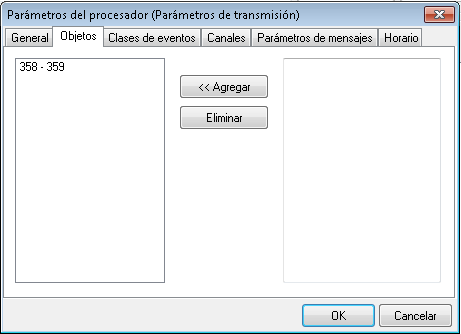 Parámetros del procesador (Parámetros de transmisión)
General Objetos Clases de eventos Canales Parámetros de mensajes Horario
358 - 359
<< Agregar
Eliminar
OK Cancelar